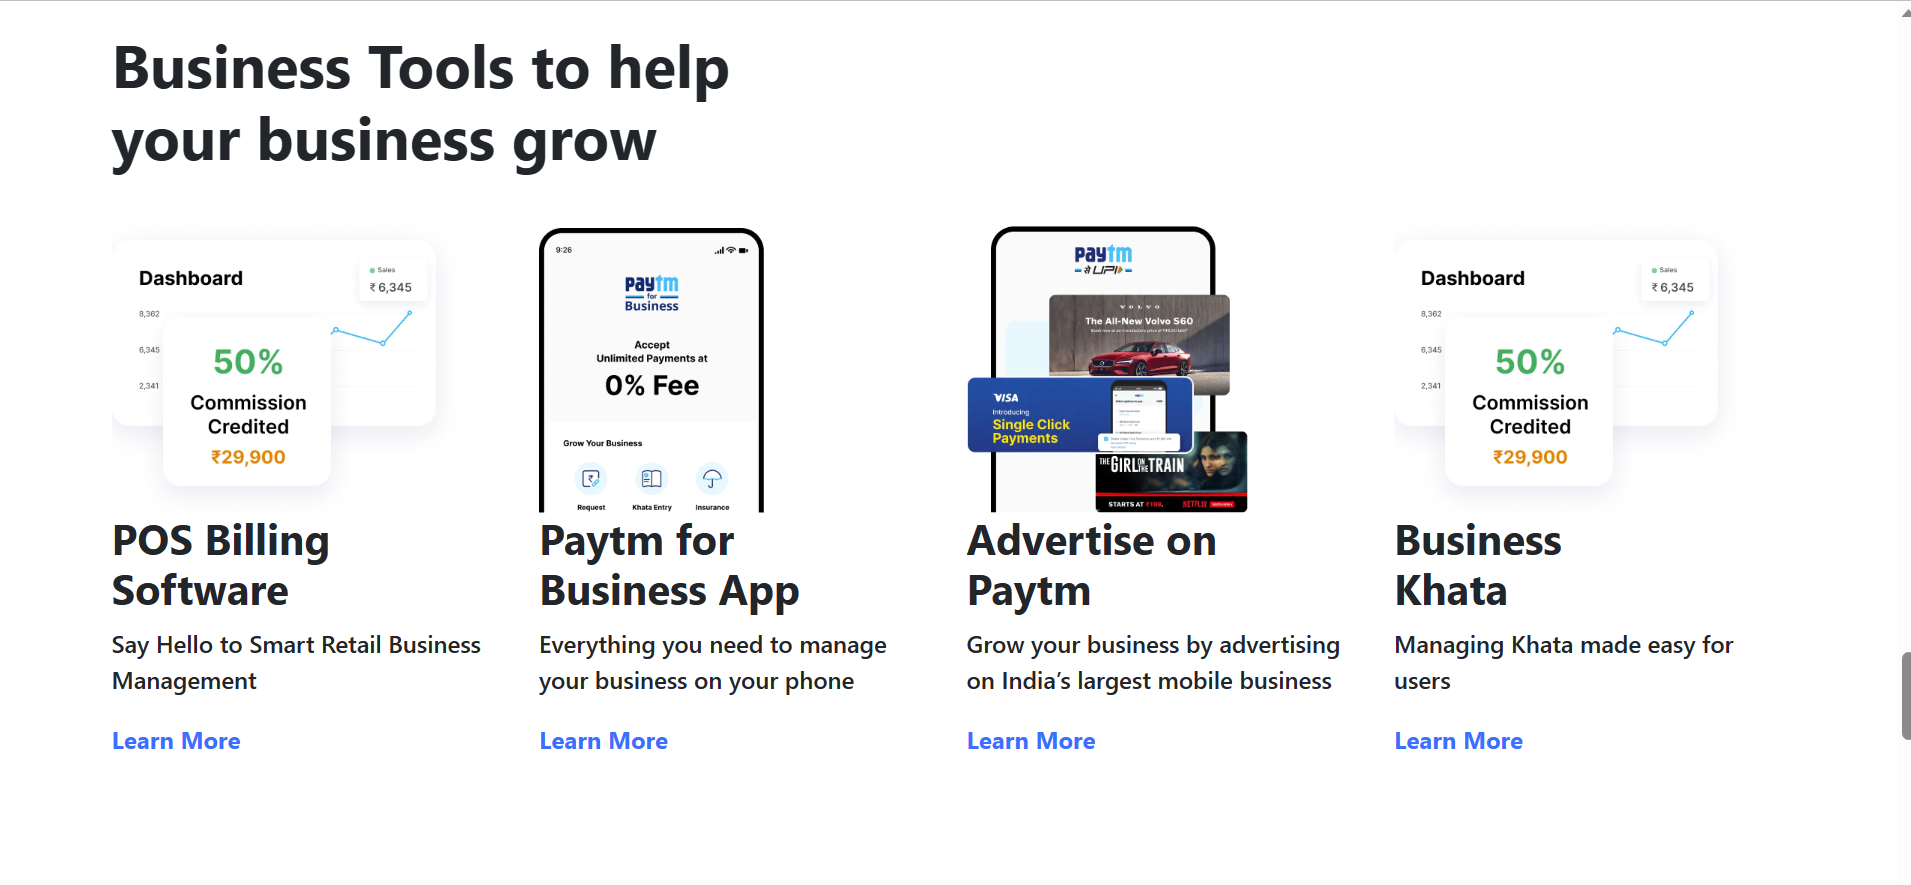 Business Tools to help
your business grow
Dashboard
Sales
₹ 6,345
8,362
6,345
2,341
50%
Commission
Credited
₹29,900
POS Billing
Software
Say Hello to Smart Retail Business
Management
Learn More
9:26
paytm
for
Business
Accept
Unlimited Payments at
0% Fee
Grow Your Business
Request
Khata Entry
Insurance
Paytm for
Business App
Everything you need to manage
your business on your phone
Learn More
paytm
UPI
VOLVO
The All-New Volvo S60
VISA
Introducing
Single Click
Payments
THE GIRL ON THE TRAIN
STARTS AT ₹199.
NETFLIX
Advertise on
Paytm
Grow your business by advertising
on India’s largest mobile business
Learn More
Dashboard
Sales
₹ 6,345
8,362
6,345
2,341
50%
Commission
Credited
₹29,900
Business
Khata
Managing Khata made easy for
users
Learn More